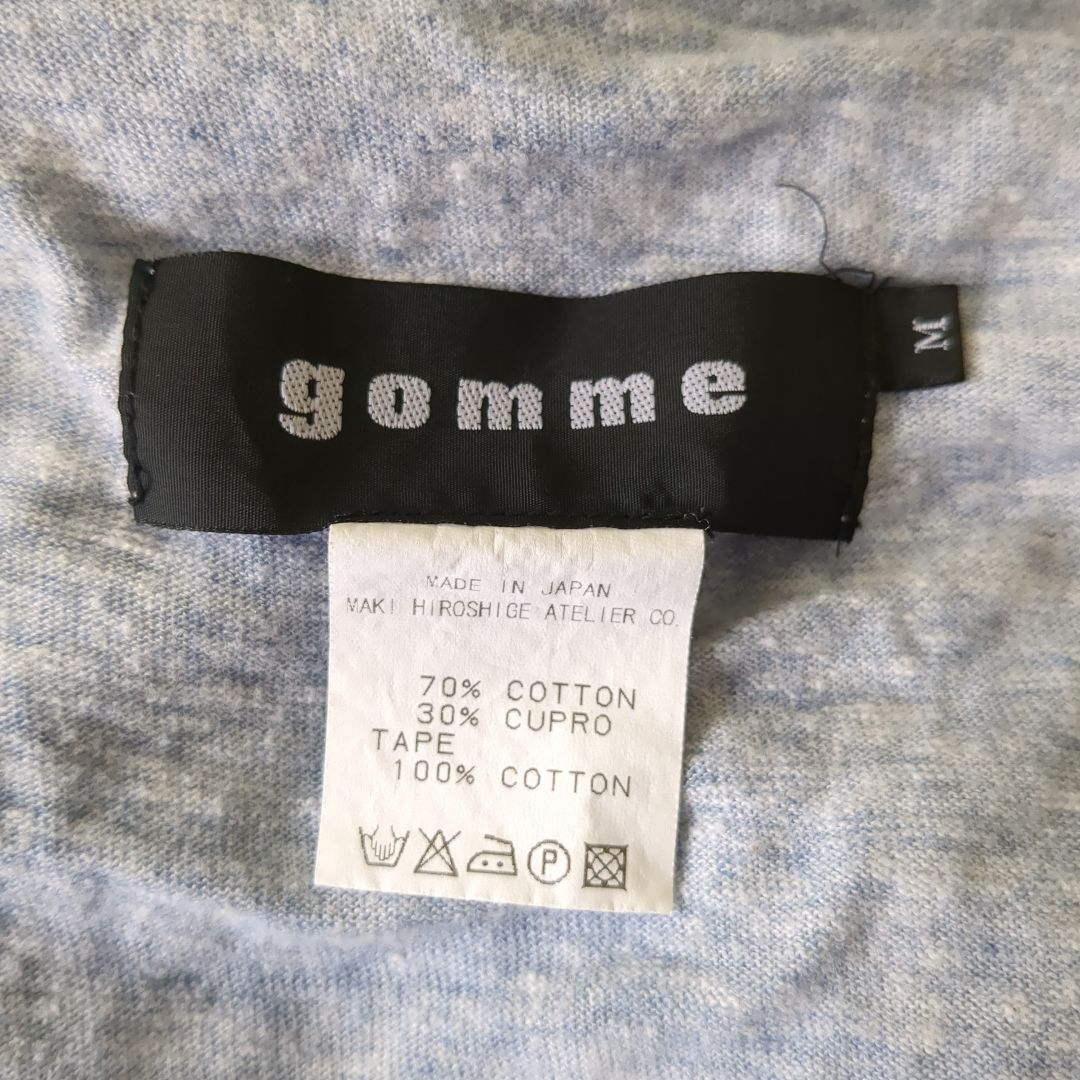 gomme
M
MADE IN JAPAN
MAKI HIROSHIGE ATELIER CO.
70% COTTON
30% CUPRO
TAPE
100% COTTON
P